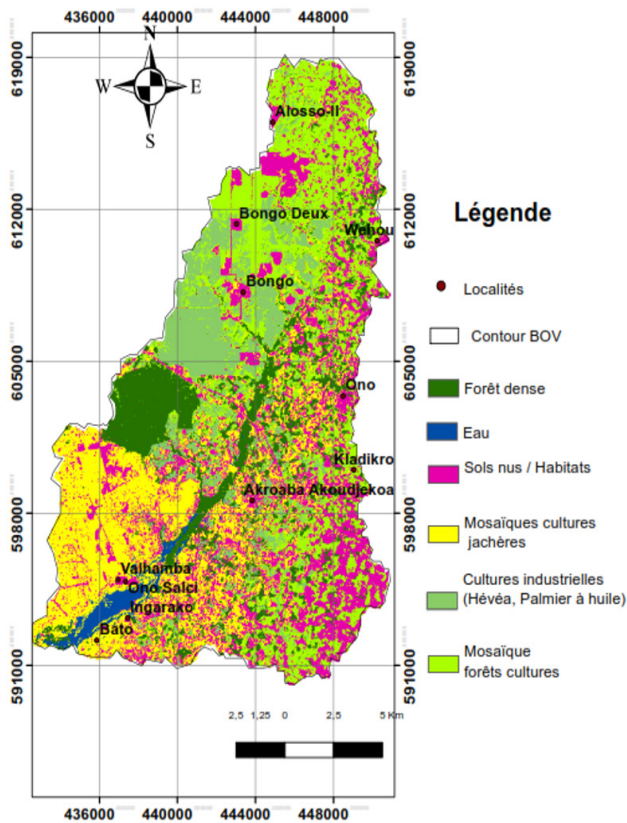 436000 440000 444000 448000
N
W E
S
619000 619000
Alosso-II
612000 612000
Bongo Deux
Wehou
Bongo
605000 605000
Ono
Kladikro
Akroaba Akoudjekoa
598000 598000
Valhamba
Ono Salci
Ingarako
Bato
591000 591000
2,5 1,25 0 2,5 5 Km
436000 440000 444000 448000
Légende
Localités
Contour BOV
Forêt dense
Eau
Sols nus / Habitats
Mosaïques cultures
jachères
Cultures industrielles
(Hévéa, Palmier à huile)
Mosaïque
forêts cultures